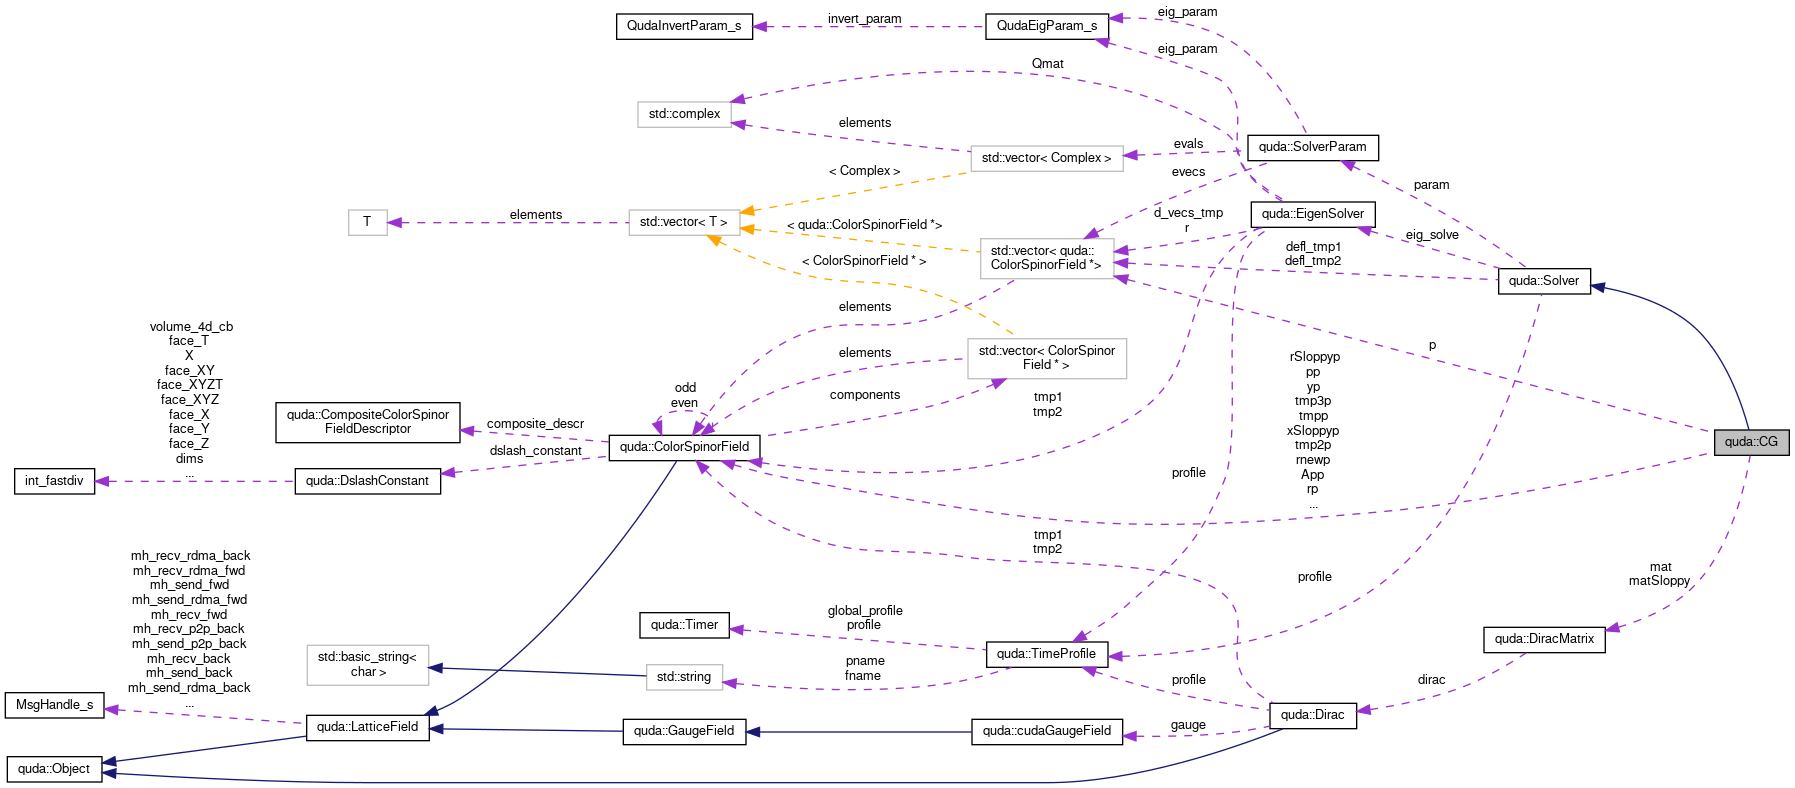 QudaInvertParam_s
invert_param
QudaEigParam_s
eig_param
eig_param
Qmat
std::complex
elements
std::vector< Complex >
evals
quda::SolverParam
< Complex >
evecs
param
T
elements
std::vector< T >
< quda::ColorSpinorField *>
d_vecs_tmp
r
quda::EigenSolver
eig_solve
std::vector< quda::
ColorSpinorField *>
defl_tmp1
defl_tmp2
quda::Solver
< ColorSpinorField * >
elements
volume_4d_cb
face_T
X
face_XY
face_XYZT
face_XYZ
face_X
face_Y
face_Z
dims
...
elements
std::vector< ColorSpinor
Field * >
p
rSloppyp
pp
yp
tmp3p
tmpp
xSloppyp
tmp2p
rnewp
App
rp
...
odd
even
components
tmp1
tmp2
quda::CompositeColorSpinor
FieldDescriptor
composite_descr
quda::ColorSpinorField
quda::CG
int_fastdiv
quda::DslashConstant
dslash_constant
profile
tmp1
tmp2
mh_recv_rdma_back
mh_recv_rdma_fwd
mh_send_fwd
mh_send_rdma_fwd
mh_recv_fwd
mh_recv_p2p_back
mh_send_p2p_back
mh_recv_back
mh_send_back
mh_send_rdma_back
...
profile
mat
matSloppy
quda::Timer
global_profile
profile
quda::DiracMatrix
std::basic_string<
char >
std::string
pname
fname
quda::TimeProfile
profile
dirac
MsgHandle_s
quda::LatticeField
quda::GaugeField
quda::cudaGaugeField
gauge
quda::Dirac
quda::Object